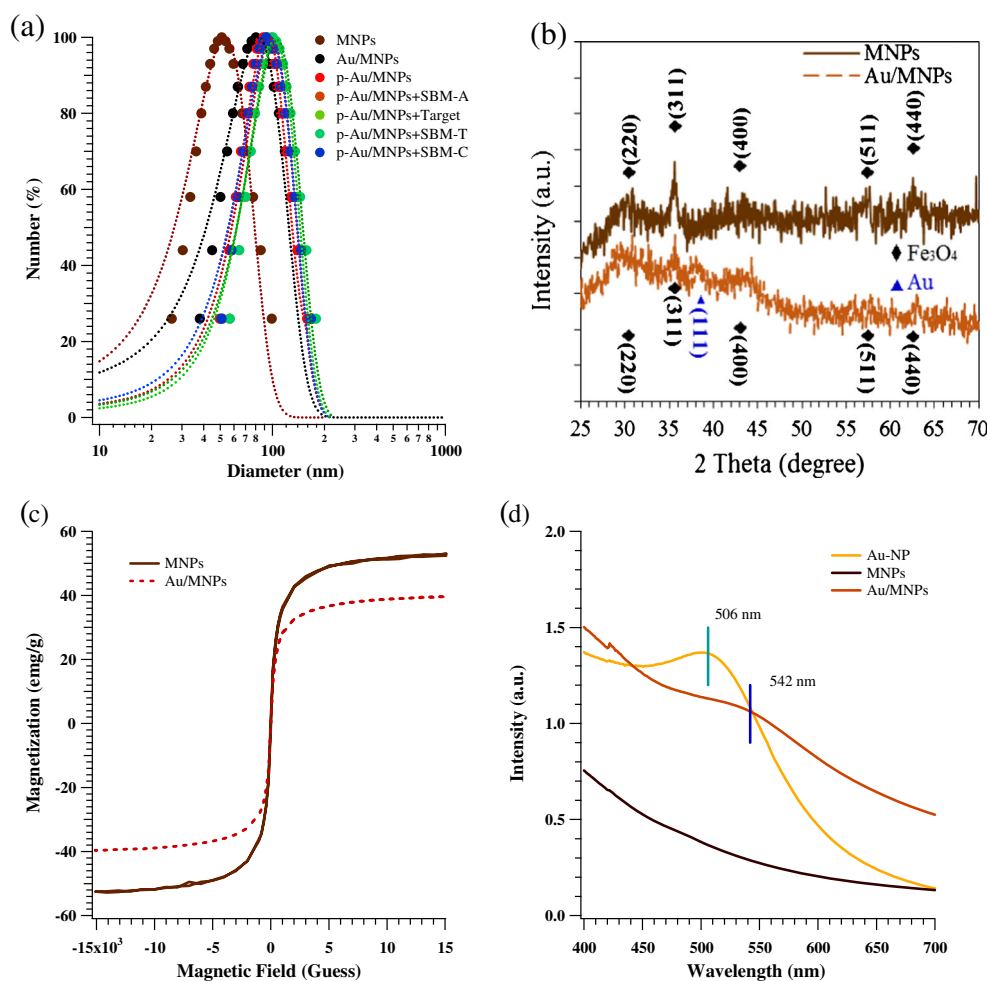 (a)
100
80
60
40
20
0
Number (%)
10
2
3
4
5
6
7
8
100
2
3
4
5
6
7
8
1000
Diameter (nm)
MNPs
Au/MNPs
p-Au/MNPs
p-Au/MNPs+SBM-A
p-Au/MNPs+Target
p-Au/MNPs+SBM-T
p-Au/MNPs+SBM-C
(b)
MNPs
Au/MNPs
(220)
(311)
(400)
(511)
(440)
Fe₃O₄
Au
(220)
(311)
(111)
(400)
(511)
(440)
Intensity (a.u.)
25 30 35 40 45 50 55 60 65 70
2 Theta (degree)
(c)
60
40
20
0
-20
-40
-60
Magnetization (emg/g)
MNPs
Au/MNPs
-15x10³ -10 -5 0 5 10 15
Magnetic Field (Guess)
(d)
2.0
1.5
1.0
0.5
0.0
Intensity (a.u.)
Au-NP
MNPs
Au/MNPs
506 nm
542 nm
400 450 500 550 600 650 700
Wavelength (nm)